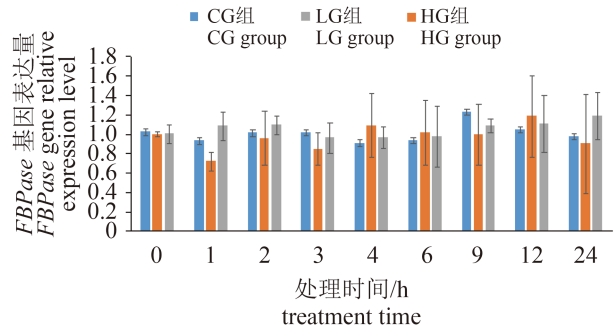 CG组 LG组 HG组
CG group LG group HG group
FBPase 基因表达量
FBPase gene relative
expression level
1.8
1.6
1.4
1.2
1.0
0.8
0.6
0.4
0.2
0
0 1 2 3 4 6 9 12 24
处理时间/h
treatment time